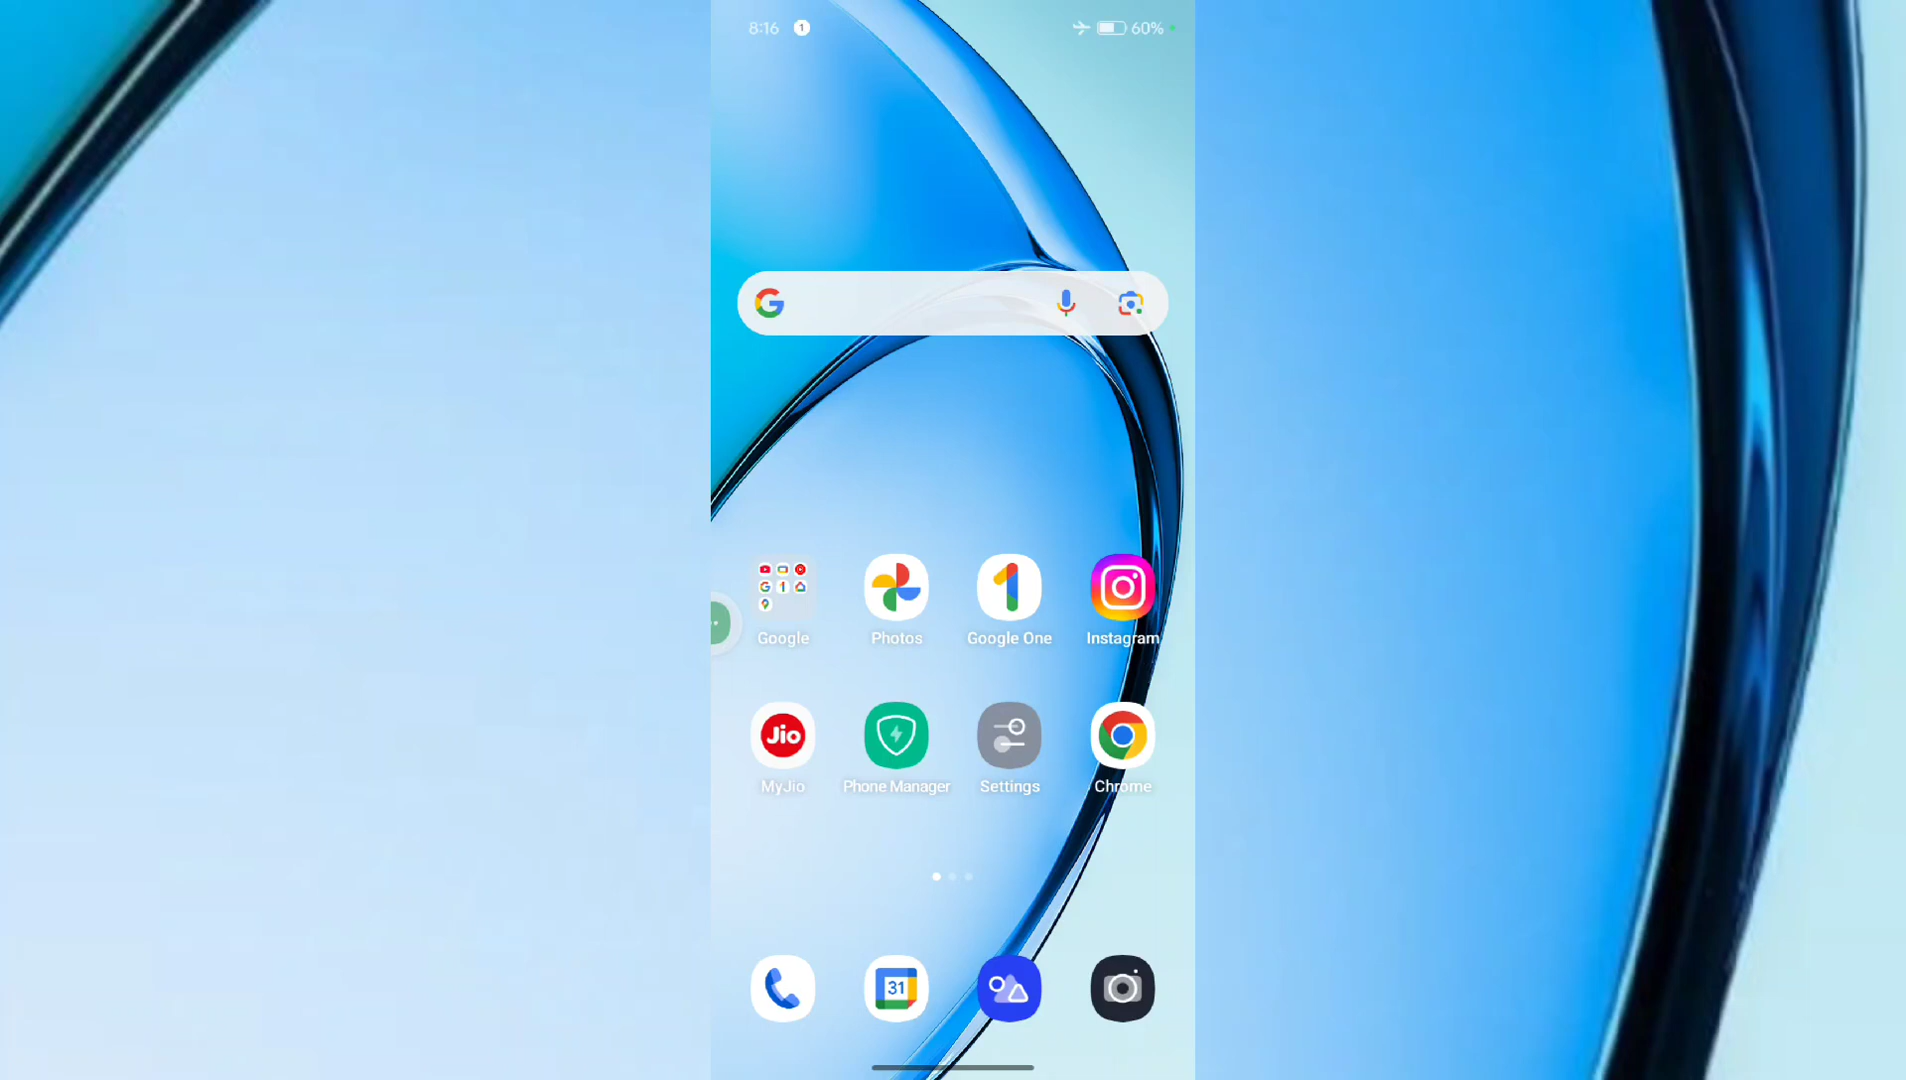 8:16 1 60%
Google Photos Google One Instagram
Jio
MyJio Phone Manager Settings Chrome
31